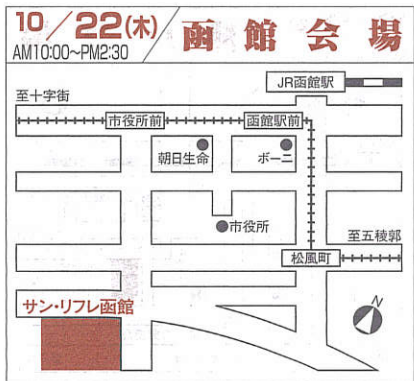 10/22(木)
AM10:00~PM2:30
函館会場
JR函館駅
至十字街
市役所前
函館駅前
朝日生命
ボーニ
市役所
至五稜郭
松風町
サン・リフレ函館
N